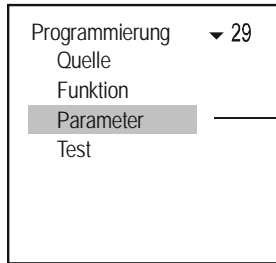 Programmierung ▾ 29
Quelle
Funktion
Parameter
Test